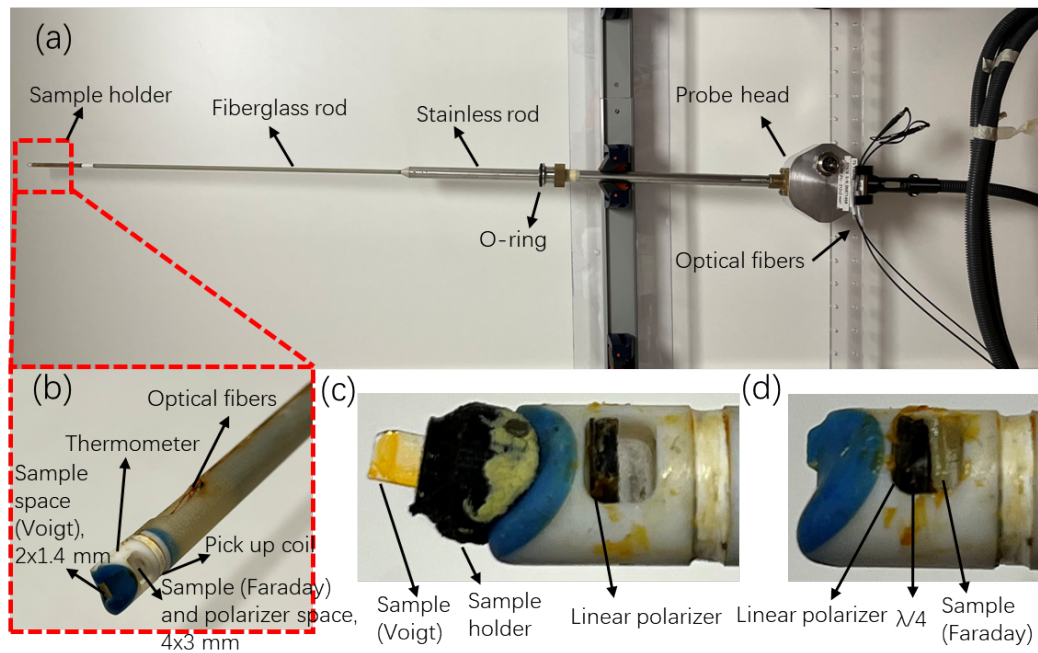 (a)
Sample holder
Fiberglass rod
Stainless rod
Probe head
O-ring
Optical fibers
(b)
Optical fibers
Thermometer
Sample
space
(Voigt),
2x1.4 mm
Pick up coil
Sample (Faraday)
and polarizer space,
4x3 mm
(c)
Sample
(Voigt)
Sample
holder
Linear polarizer
(d)
Linear polarizer
λ/4
Sample
(Faraday)